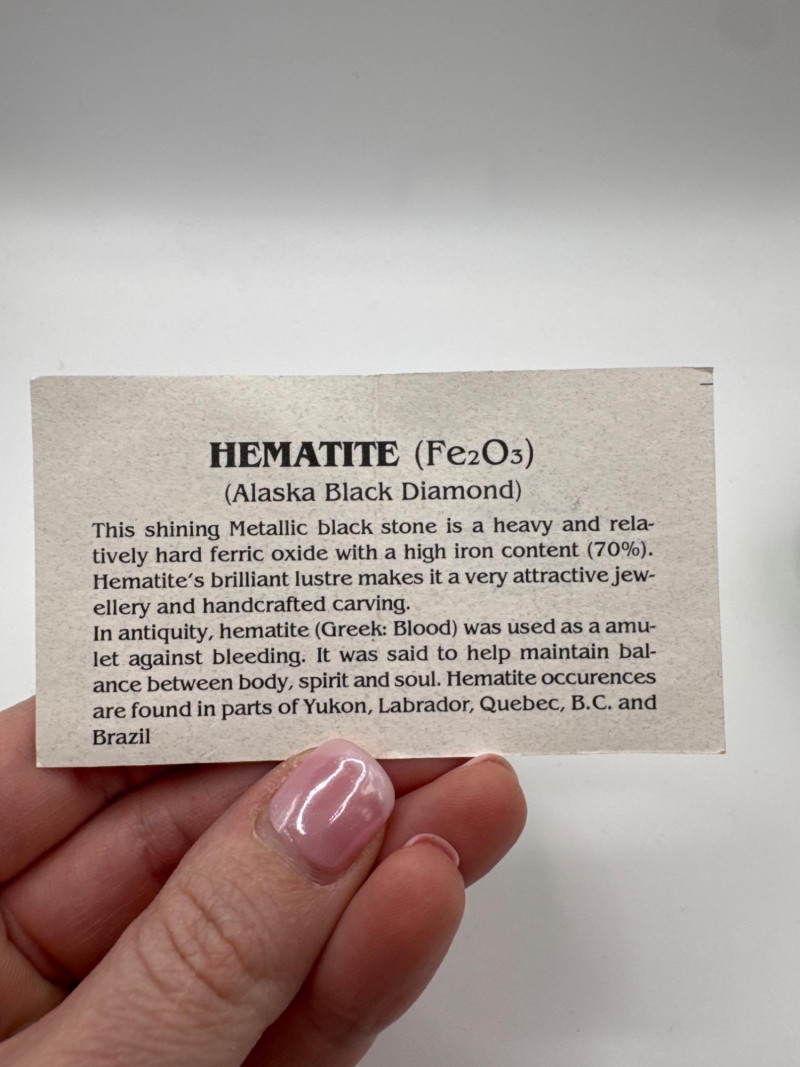 HEMATITE (Fe₂O₃)
(Alaska Black Diamond)
This shining Metallic black stone is a heavy and rela-
tively hard ferric oxide with a high iron content (70%).
Hematite's brilliant lustre makes it a very attractive jew-
ellery and handcrafted carving.
In antiquity, hematite (Greek: Blood) was used as a amu-
let against bleeding. It was said to help maintain bal-
ance between body, spirit and soul. Hematite occurences
are found in parts of Yukon, Labrador, Quebec, B.C. and
Brazil